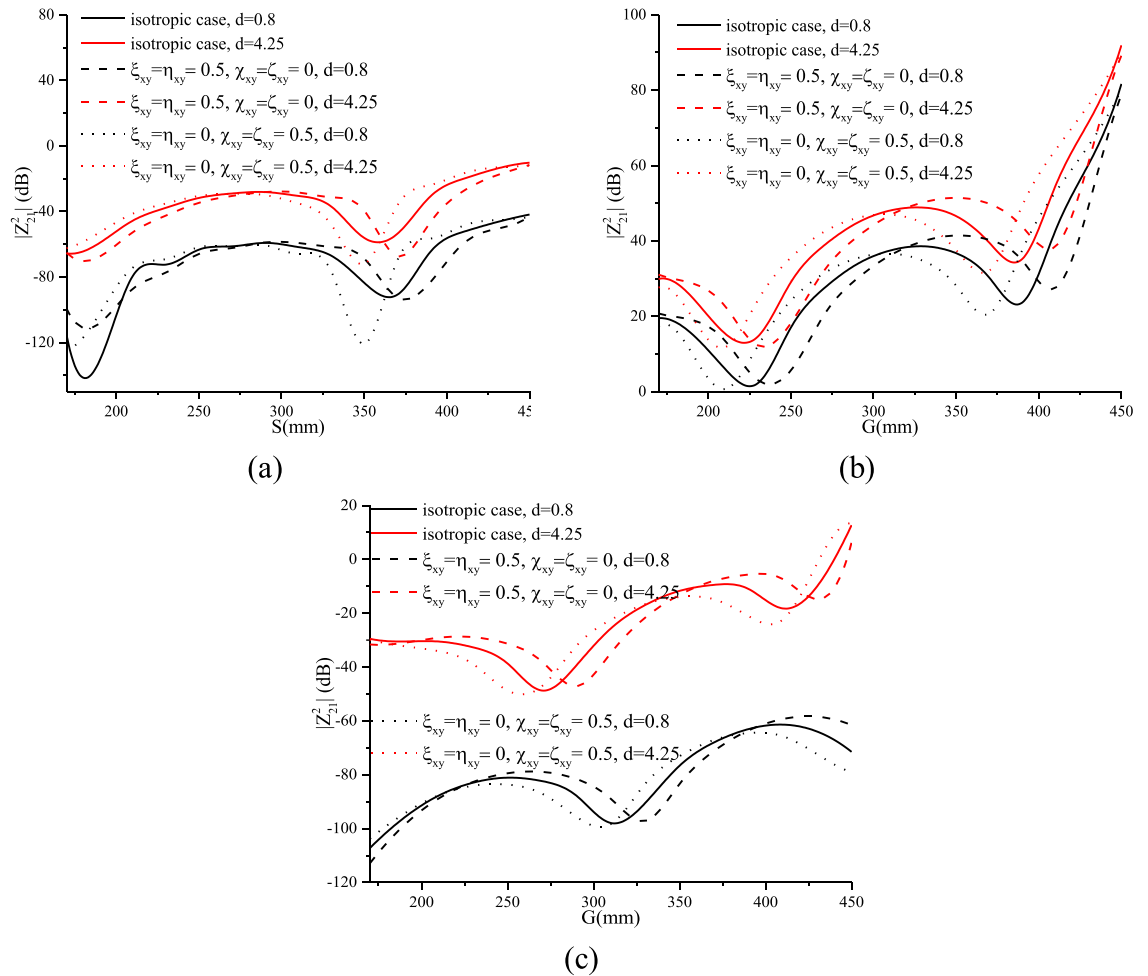 80
40
0
-40
-80
-120
|Z²₂₁| (dB)
isotropic case, d=0.8
isotropic case, d=4.25
ξxy=ηxy= 0.5, χxy=ζxy= 0, d=0.8
ξxy=ηxy= 0.5, χxy=ζxy= 0, d=4.25
ξxy=ηxy= 0, χxy=ζxy= 0.5, d=0.8
ξxy=ηxy= 0, χxy=ζxy= 0.5, d=4.25
200 250 300 350 400 450
S(mm)
(a)
100
80
60
40
20
0
|Z²₂₁| (dB)
isotropic case, d=0.8
isotropic case, d=4.25
ξxy=ηxy= 0.5, χxy=ζxy= 0, d=0.8
ξxy=ηxy= 0.5, χxy=ζxy= 0, d=4.25
ξxy=ηxy= 0, χxy=ζxy= 0.5, d=0.8
ξxy=ηxy= 0, χxy=ζxy= 0.5, d=4.25
200 250 300 350 400 450
G(mm)
(b)
20
0
-20
-40
-60
-80
-100
-120
|Z²₂₁| (dB)
isotropic case, d=0.8
isotropic case, d=4.25
ξxy=ηxy= 0.5, χxy=ζxy= 0, d=0.8
ξxy=ηxy= 0.5, χxy=ζxy= 0, d=4.25
ξxy=ηxy= 0, χxy=ζxy= 0.5, d=0.8
ξxy=ηxy= 0, χxy=ζxy= 0.5, d=4.25
200 250 300 350 400 450
G(mm)
(c)